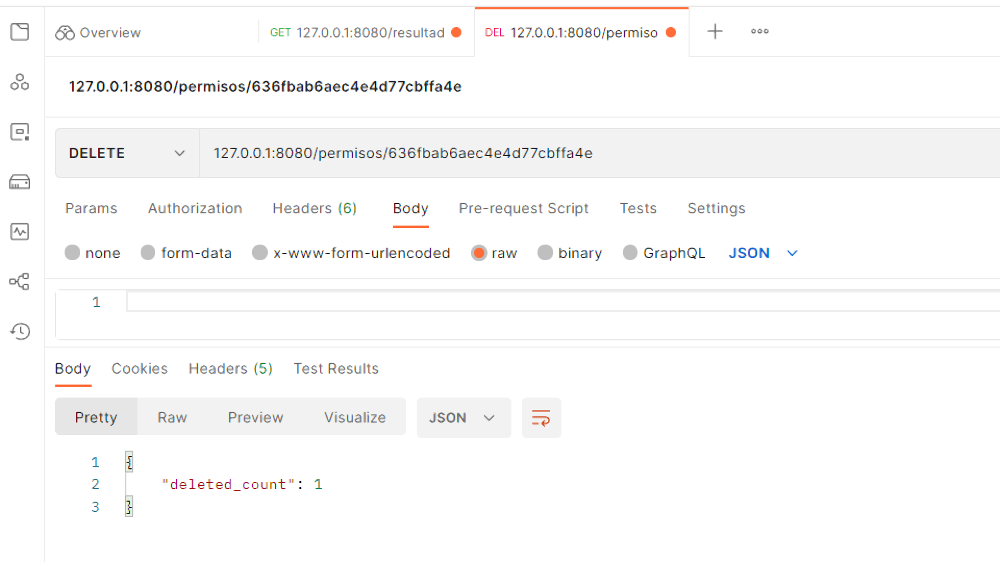 Overview GET 127.0.0.1:8080/resultad DEL 127.0.0.1:8080/permiso
127.0.0.1:8080/permisos/636fbab6aec4e4d77cbffa4e
DELETE 127.0.0.1:8080/permisos/636fbab6aec4e4d77cbffa4e
Params Authorization Headers (6) Body Pre-request Script Tests Settings
none form-data x-www-form-urlencoded raw binary GraphQL JSON
1
Body Cookies Headers (5) Test Results
Pretty Raw Preview Visualize JSON
1 {
2 "deleted_count": 1
3 }